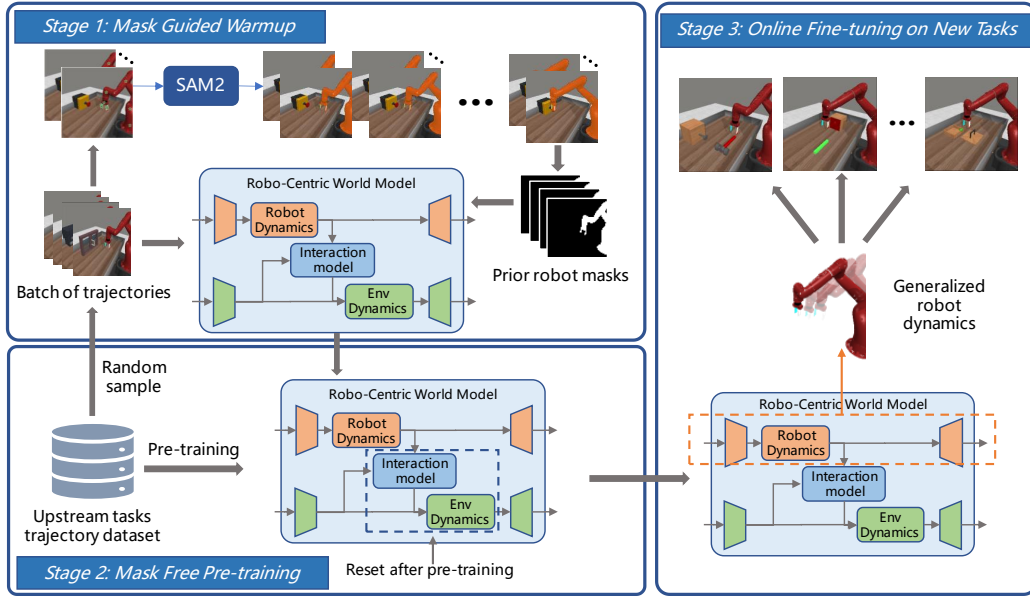 Stage 1: Mask Guided Warmup
SAM2
Robo-Centric World Model
Robot
Dynamics
Interaction
model
Env
Dynamics
Batch of trajectories
Prior robot masks
Random
sample
Pre-training
Upstream tasks
trajectory dataset
Robo-Centric World Model
Robot
Dynamics
Interaction
model
Env
Dynamics
Reset after pre-training
Stage 2: Mask Free Pre-training
Stage 3: Online Fine-tuning on New Tasks
Generalized
robot
dynamics
Robo-Centric World Model
Robot
Dynamics
Interaction
model
Env
Dynamics